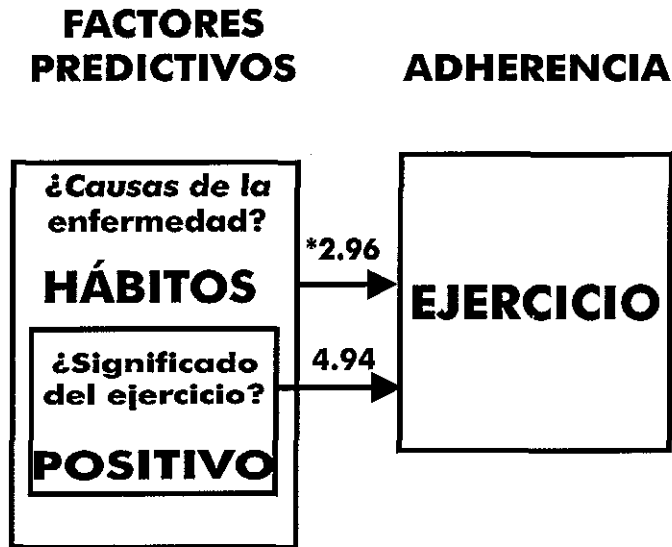 FACTORES
PREDICTIVOS
ADHERENCIA
¿Causas de la
enfermedad?
HÁBITOS
¿Significado
del ejercicio?
POSITIVO
*2.96
4.94
EJERCICIO